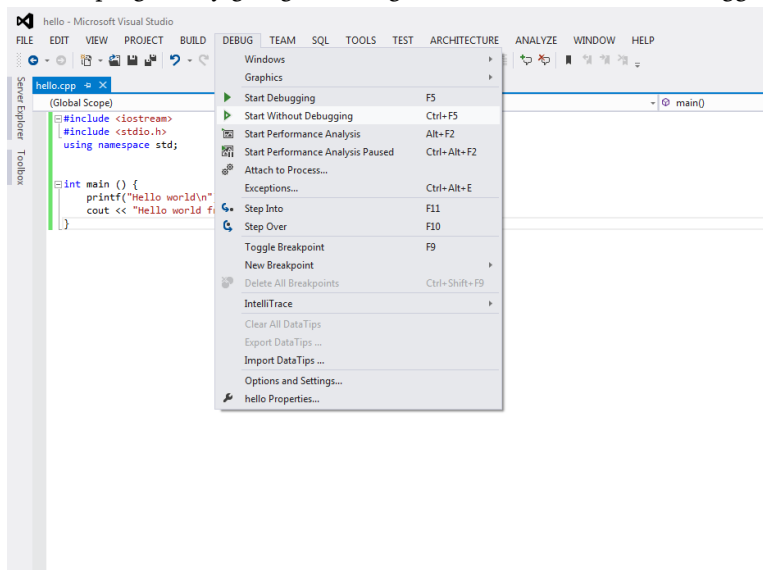 hello - Microsoft Visual Studio
FILE EDIT VIEW PROJECT BUILD DEBUG TEAM SQL TOOLS TEST ARCHITECTURE ANALYZE WINDOW HELP
Server Explorer
Toolbox
hello.cpp
(Global Scope)
main()
#include <iostream>
#include <stdio.h>
using namespace std;
int main () {
printf("Hello world\n"
cout << "Hello world f
}
Windows
Graphics
Start Debugging F5
Start Without Debugging Ctrl+F5
Start Performance Analysis Alt+F2
Start Performance Analysis Paused Ctrl+Alt+F2
Attach to Process...
Exceptions... Ctrl+Alt+E
Step Into F11
Step Over F10
Toggle Breakpoint F9
New Breakpoint
Delete All Breakpoints Ctrl+Shift+F9
IntelliTrace
Clear All DataTips
Export DataTips ...
Import DataTips ...
Options and Settings...
hello Properties...